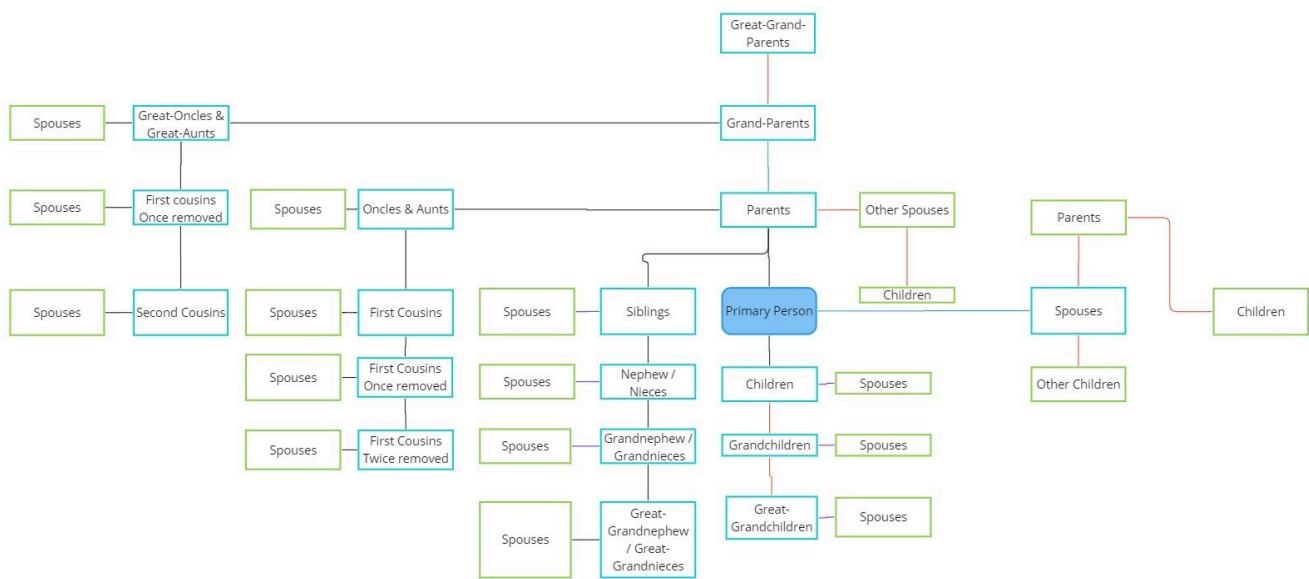 Great-Grand-
Parents
Spouses
Great-Oncles &
Great-Aunts
Grand-Parents
Spouses
First cousins
Once removed
Spouses
Oncles & Aunts
Parents
Other Spouses
Parents
Children
Spouses
Second Cousins
Spouses
First Cousins
Spouses
Siblings
Primary Person
Spouses
Children
Spouses
First Cousins
Once removed
Spouses
Nephew /
Nieces
Children
Spouses
Other Children
Spouses
First Cousins
Twice removed
Spouses
Grandnephew /
Grandnieces
Grandchildren
Spouses
Spouses
Great-
Grandnephew
/ Great-
Grandnieces
Great-
Grandchildren
Spouses